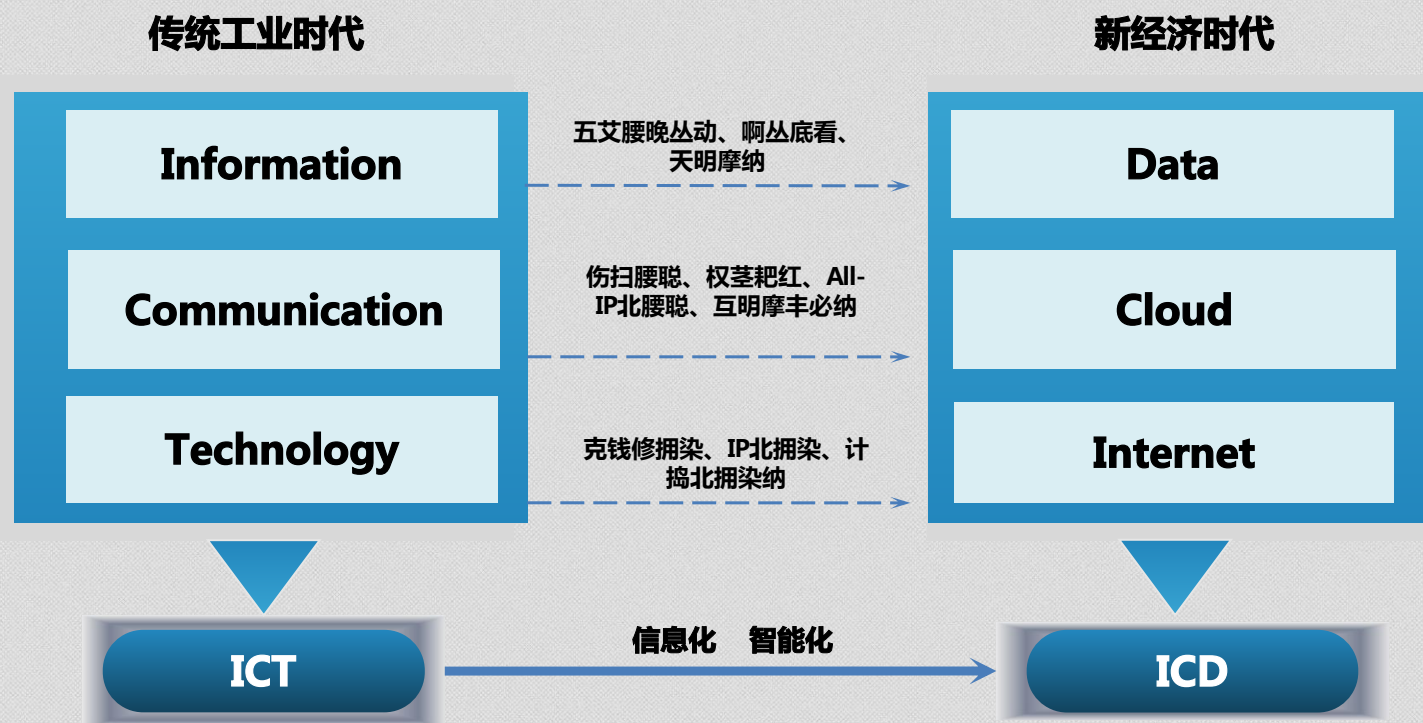 传统工业时代
新经济时代
Information
五艾腰晚丛动、啊丛底看、
天明摩纳
Data
Communication
伤扫腰聪、权茎耙红、All-
IP北腰聪、互明摩丰必纳
Cloud
Technology
克钱修拥染、IP北拥染、计
捣北拥染纳
Internet
信息化 智能化
ICT
ICD